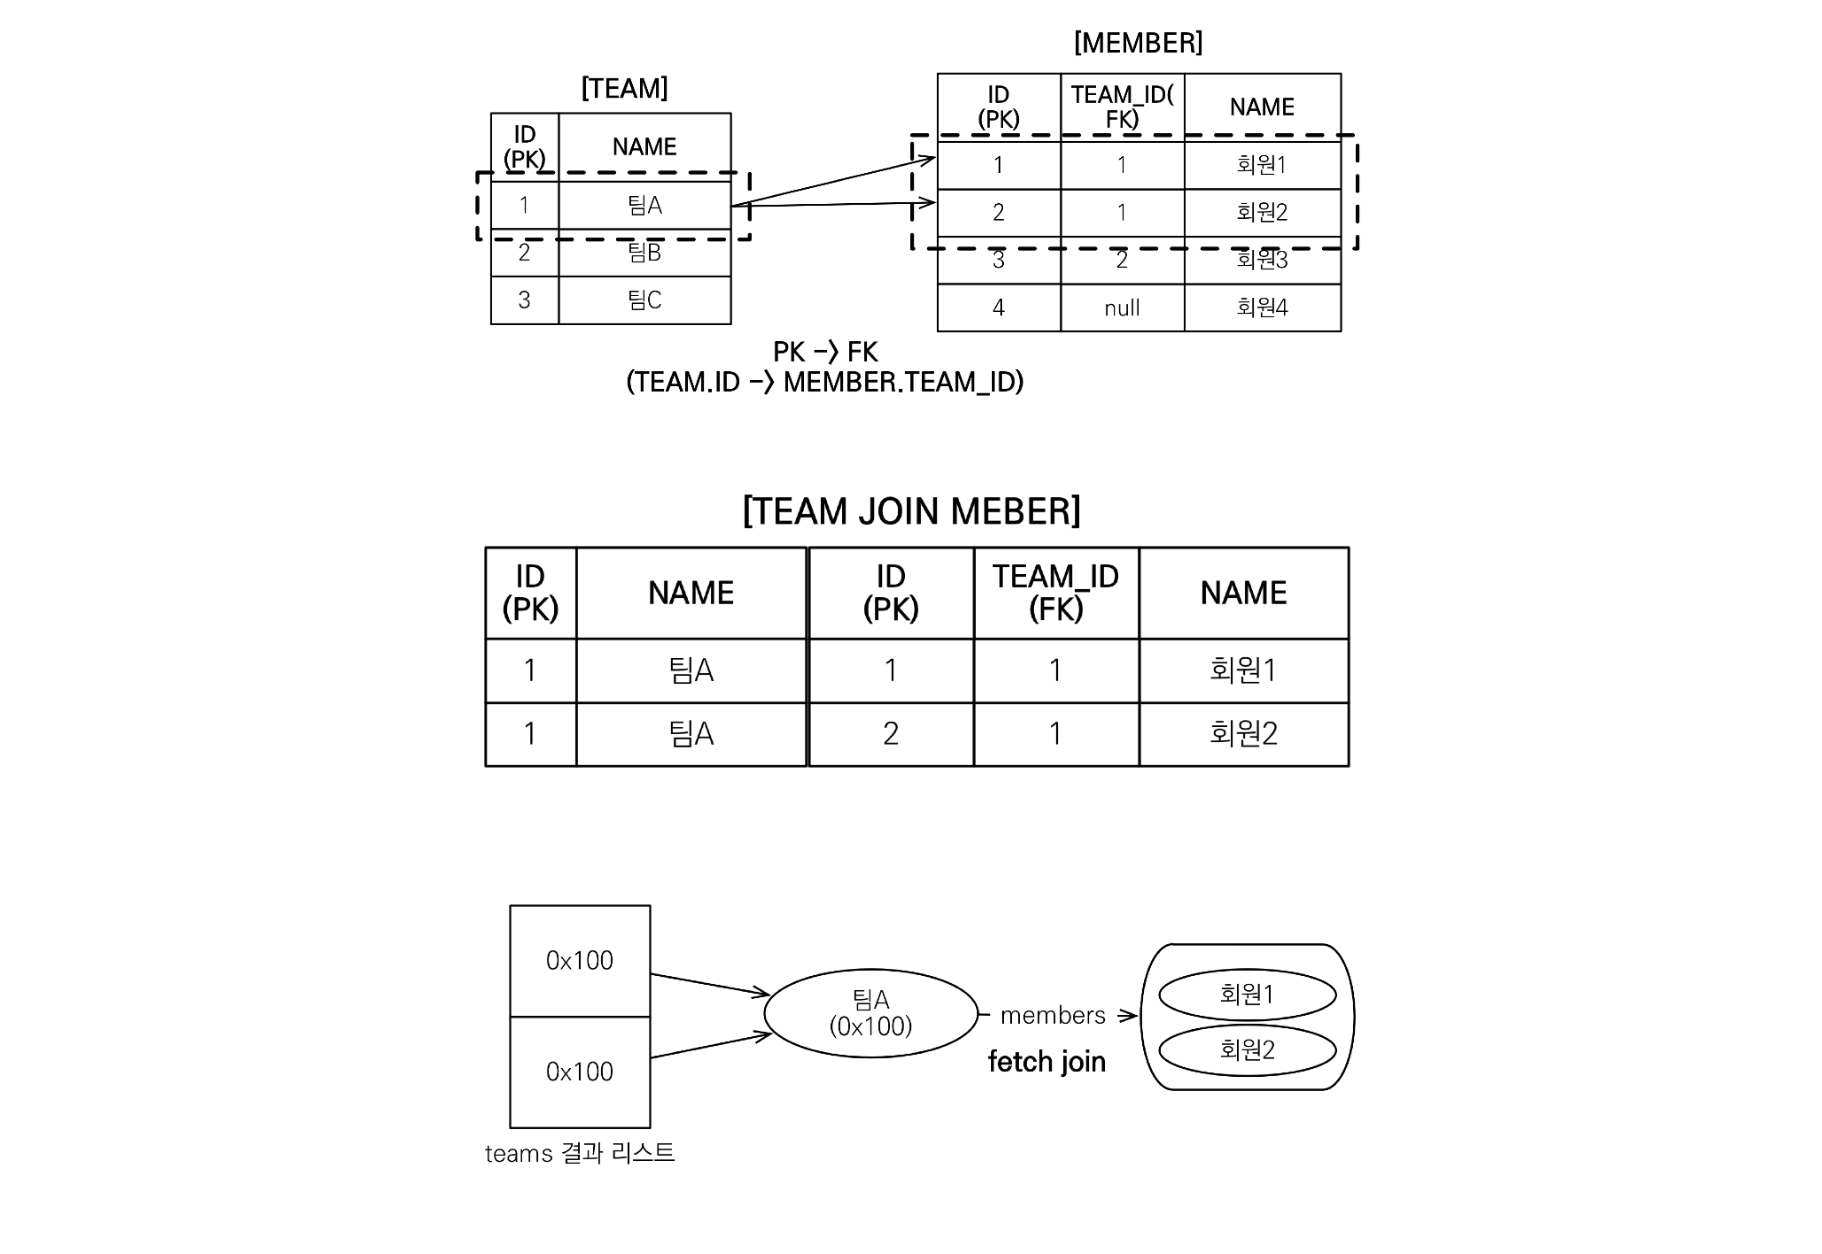 [MEMBER]
[TEAM]
ID
(PK)
NAME
1
팀A
2
팀B
3
팀C
ID
(PK)
TEAM_ID(
FK)
NAME
1
1
회원1
2
1
회원2
3
2
회원3
4
null
회원4
PK -> FK
(TEAM.ID -> MEMBER.TEAM_ID)
[TEAM JOIN MEBER]
ID
(PK)
NAME
ID
(PK)
TEAM_ID
(FK)
NAME
1
팀A
1
1
회원1
1
팀A
2
1
회원2
0x100
0x100
teams 결과 리스트
팀A
(0x100)
members
fetch join
회원1
회원2